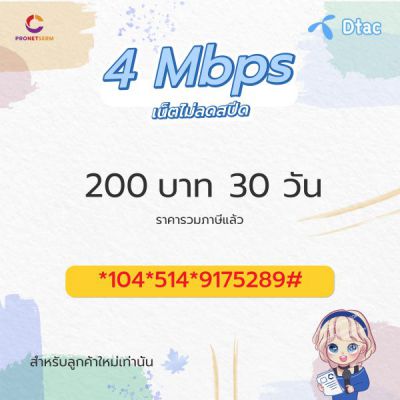 PRONETSERM
Dtac
4 Mbps
เน็ตไม่ลดสปีด
200 บาท 30 วัน
ราคารวมภาษีแล้ว
*104*514*9175289#
สำหรับลูกค้าใหม่เท่านั้น